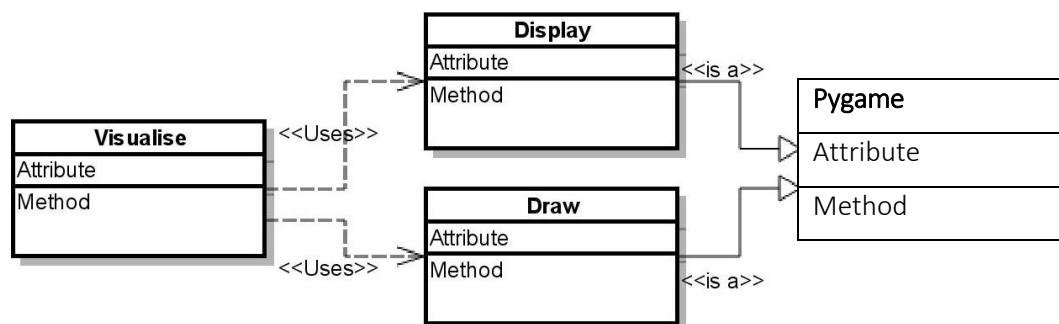 Visualise
Attribute
Method
<<Uses>>
<<Uses>>
Display
Attribute
Method
<<is a>>
Draw
Attribute
Method
<<is a>>
Pygame
Attribute
Method